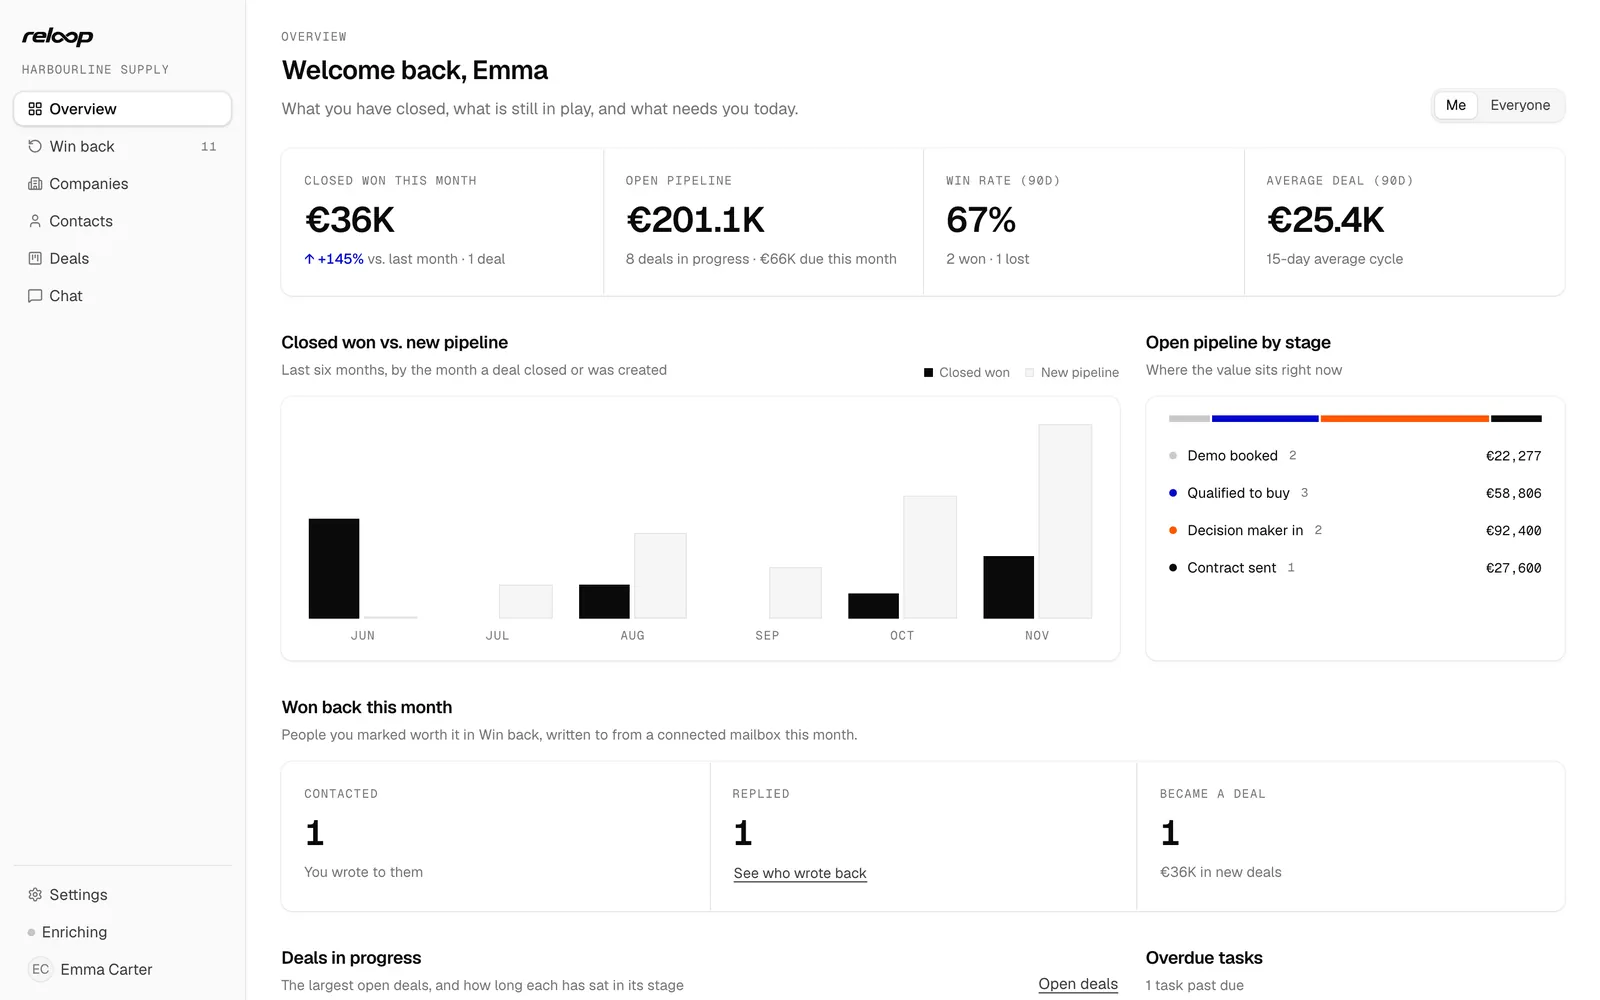 reloop
HARBOURLINE SUPPLY
Overview
Win back 11
Companies
Contacts
Deals
Chat
Settings
Enriching
EC Emma Carter
OVERVIEW
Welcome back, Emma
What you have closed, what is still in play, and what needs you today.
Me Everyone
CLOSED WON THIS MONTH
€36K
↑ +145% vs. last month · 1 deal
OPEN PIPELINE
€201.1K
8 deals in progress · €66K due this month
WIN RATE (90D)
67%
2 won · 1 lost
AVERAGE DEAL (90D)
€25.4K
15-day average cycle
Closed won vs. new pipeline
Last six months, by the month a deal closed or was created
Closed won New pipeline
JUN JUL AUG SEP OCT NOV
Open pipeline by stage
Where the value sits right now
Demo booked 2 €22,277
Qualified to buy 3 €58,806
Decision maker in 2 €92,400
Contract sent 1 €27,600
Won back this month
People you marked worth it in Win back, written to from a connected mailbox this month.
CONTACTED
1
You wrote to them
REPLIED
1
See who wrote back
BECAME A DEAL
1
€36K in new deals
Deals in progress
The largest open deals, and how long each has sat in its stage
Open deals
Overdue tasks
1 task past due